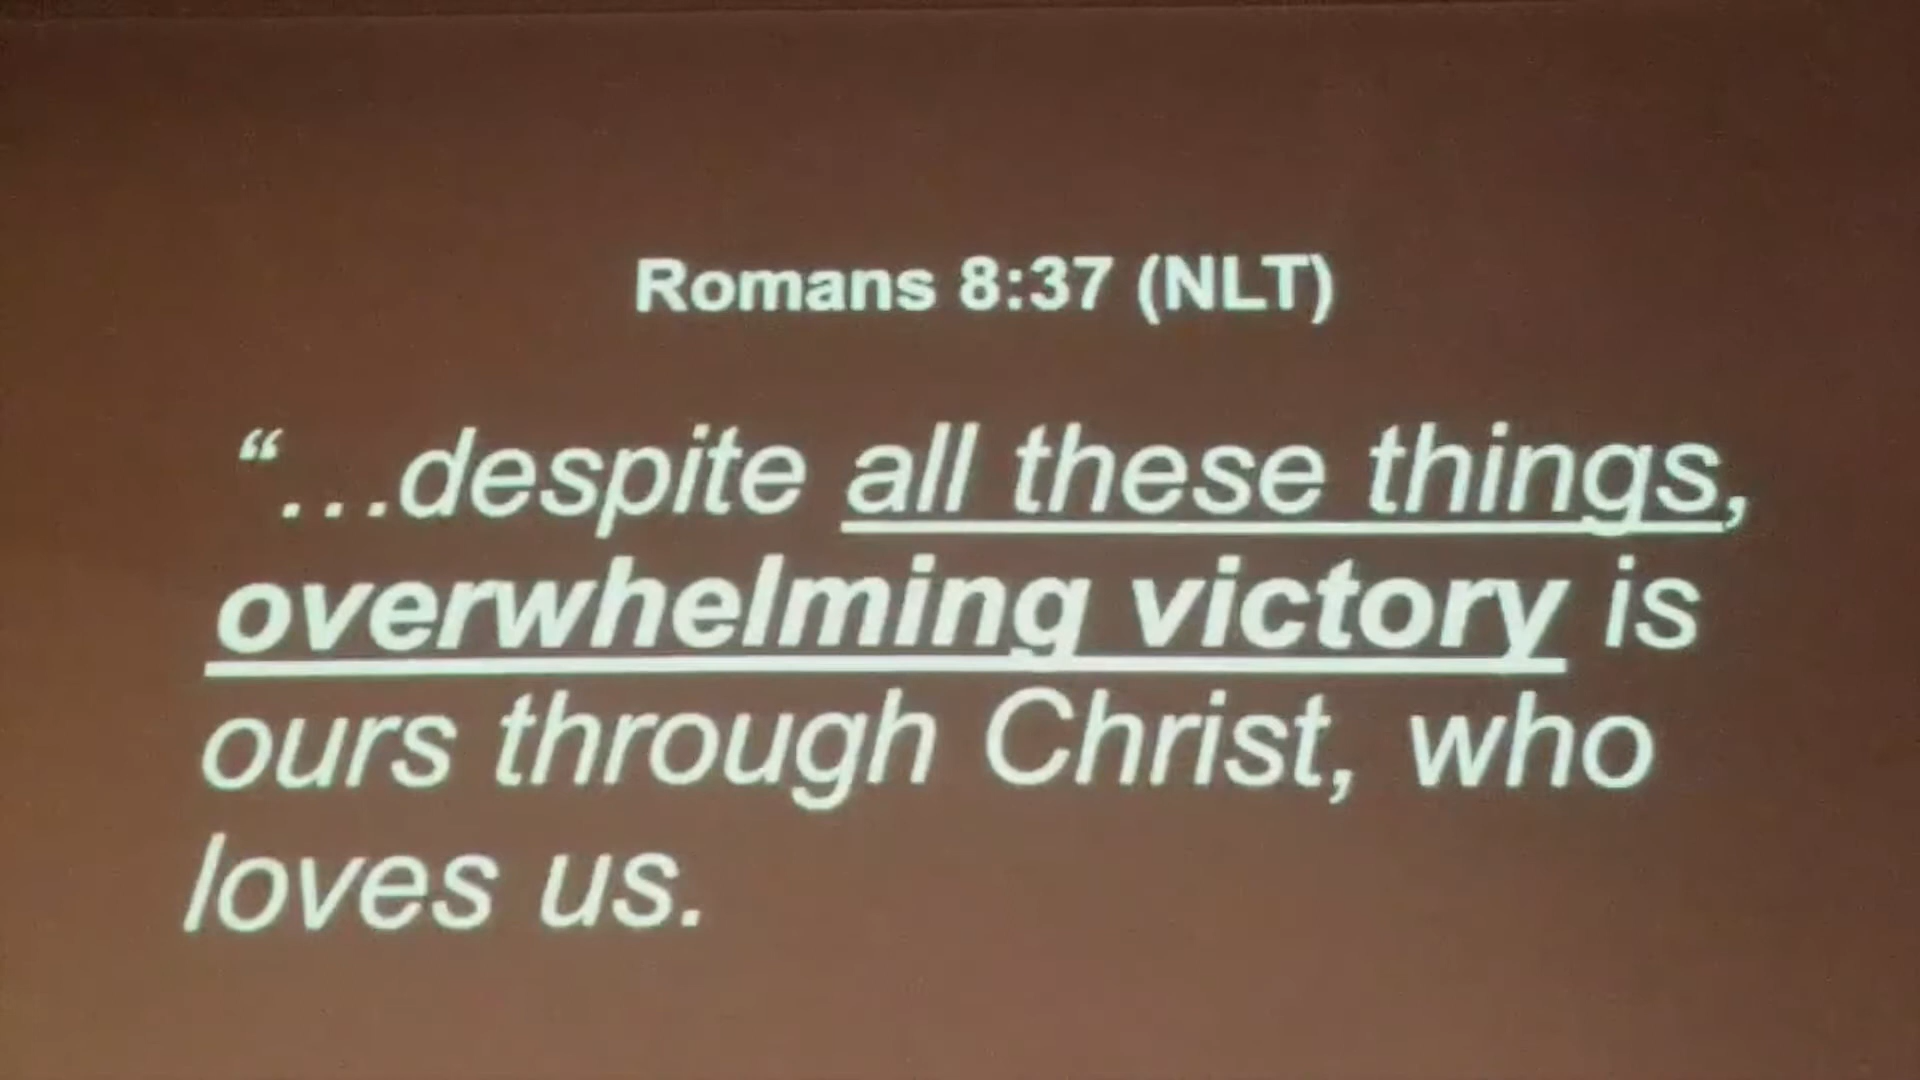 Romans 8:37 (NLT)
“…despite all these things,
overwhelming victory is
ours through Christ, who
loves us.